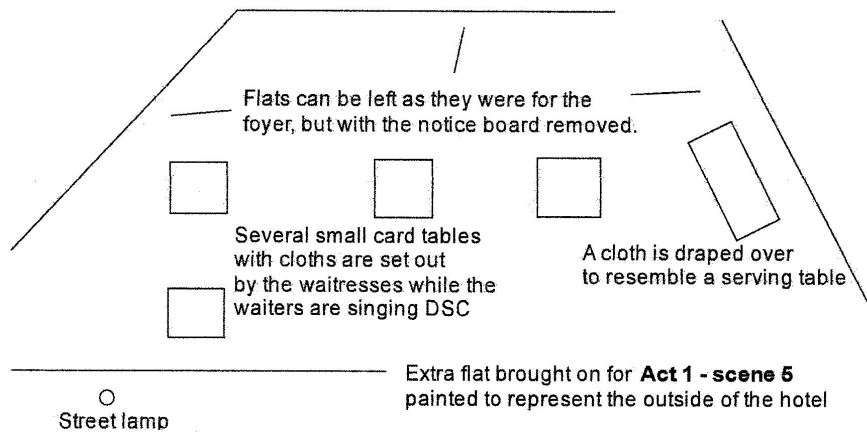 Flats can be left as they were for the
foyer, but with the notice board removed.
Several small card tables
with cloths are set out
by the waitresses while the
waiters are singing DSC
A cloth is draped over
to resemble a serving table
Extra flat brought on for Act 1 - scene 5
painted to represent the outside of the hotel
Street lamp